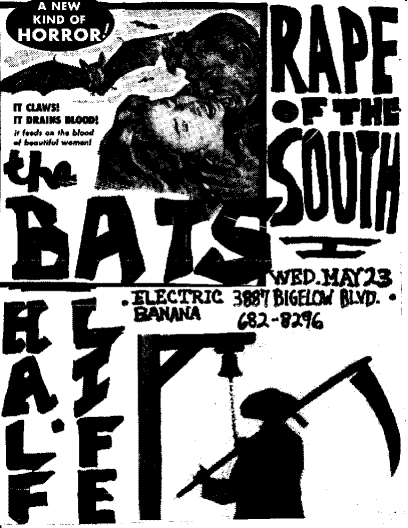 A NEW
KIND OF
HORROR!
IT CLAWS!
IT DRAINS BLOOD!
it feeds on the blood
of beautiful women!
the
BATS
RAPE
OF THE
SOUTH
WED. MAY 23
• ELECTRIC
BANANA
3887 BIGELOW BLVD. •
682-8296
HALF
LIFE